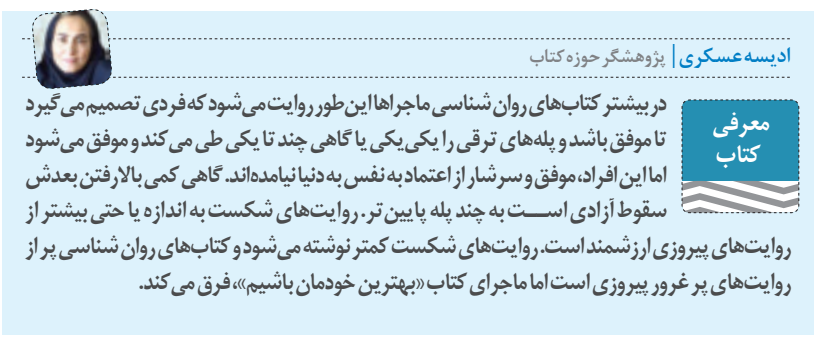 ادیسه عسکری | پژوهشگر حوزه کتاب
معرفی
کتاب
در بیشتر کتاب‌های روان شناسی ماجراها این‌طور روایت می‌شود که فردی تصمیم می گیرد
تا موفق باشد و پله‌های ترقی را یکی یکی یا گاهی چند تا یکی طی می کند و موفق می‌شود
اما این افراد، موفق و سرشار از اعتماد به نفس به دنیا نیامده‌اند. گاهی کمی بالا رفتن بعدش
سقوط آزادی اســت به چند پله پایین تر. روایت‌های شکست به اندازه یا حتی بیشتر از
روایت‌های پیروزی ارزشمند است. روایت‌های شکست کمتر نوشته می‌شود و کتاب‌های روان شناسی پر از
روایت‌های پر غرور پیروزی است اما ماجرای کتاب «بهترین خودمان باشیم»، فرق می کند.